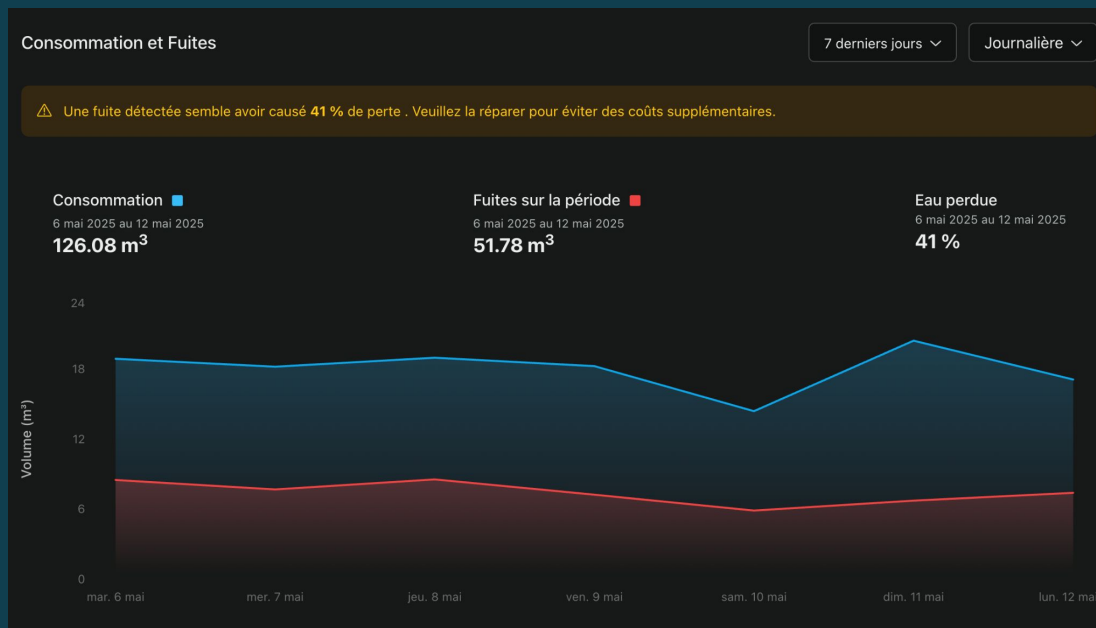 Consommation et Fuites
7 derniers jours
Journalière
Une fuite détectée semble avoir causé 41 % de perte . Veuillez la réparer pour éviter des coûts supplémentaires.
Consommation
6 mai 2025 au 12 mai 2025
126.08 m³
Fuites sur la période
6 mai 2025 au 12 mai 2025
51.78 m³
Eau perdue
6 mai 2025 au 12 mai 2025
41 %
Volume (m³)
24
18
12
6
0
mar. 6 mai
mer. 7 mai
jeu. 8 mai
ven. 9 mai
sam. 10 mai
dim. 11 mai
lun. 12 mai